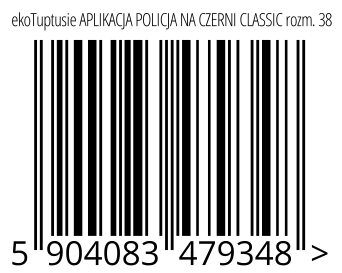 ekoTuptusie APLIKACJA POLICJA NA CZERNI CLASSIC rozm. 38
5 904083 479348 >